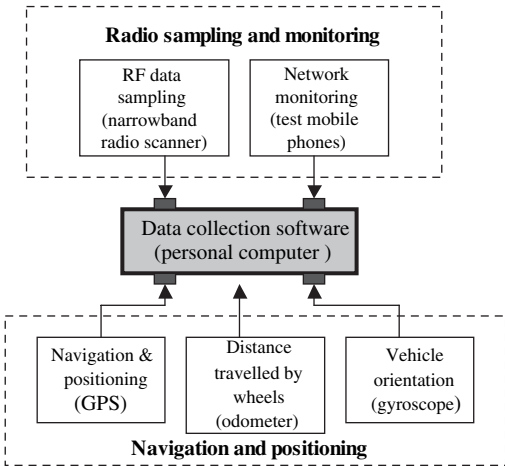 Radio sampling and monitoring
RF data
sampling
(narrowband
radio scanner)
Network
monitoring
(test mobile
phones)
Data collection software
(personal computer )
Navigation &
positioning
(GPS)
Distance
travelled by
wheels
(odometer)
Vehicle
orientation
(gyroscope)
Navigation and positioning